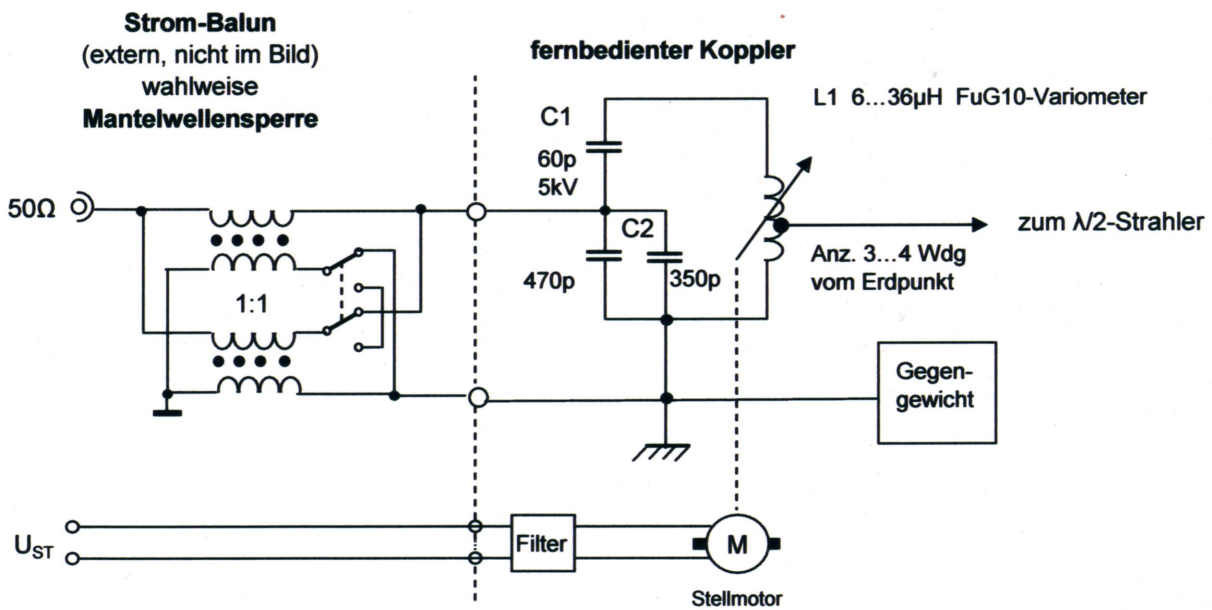 Strom-Balun
(extern, nicht im Bild)
wahlweise
Mantelwellensperre
fernbedienter Koppler
L1 6...36µH FuG10-Variometer
C1
60p
5kV
50Ω
C2
470p
350p
zum λ/2-Strahler
Anz. 3...4 Wdg
vom Erdpunkt
1:1
Gegen-
gewicht
U_ST
Filter
M
Stellmotor